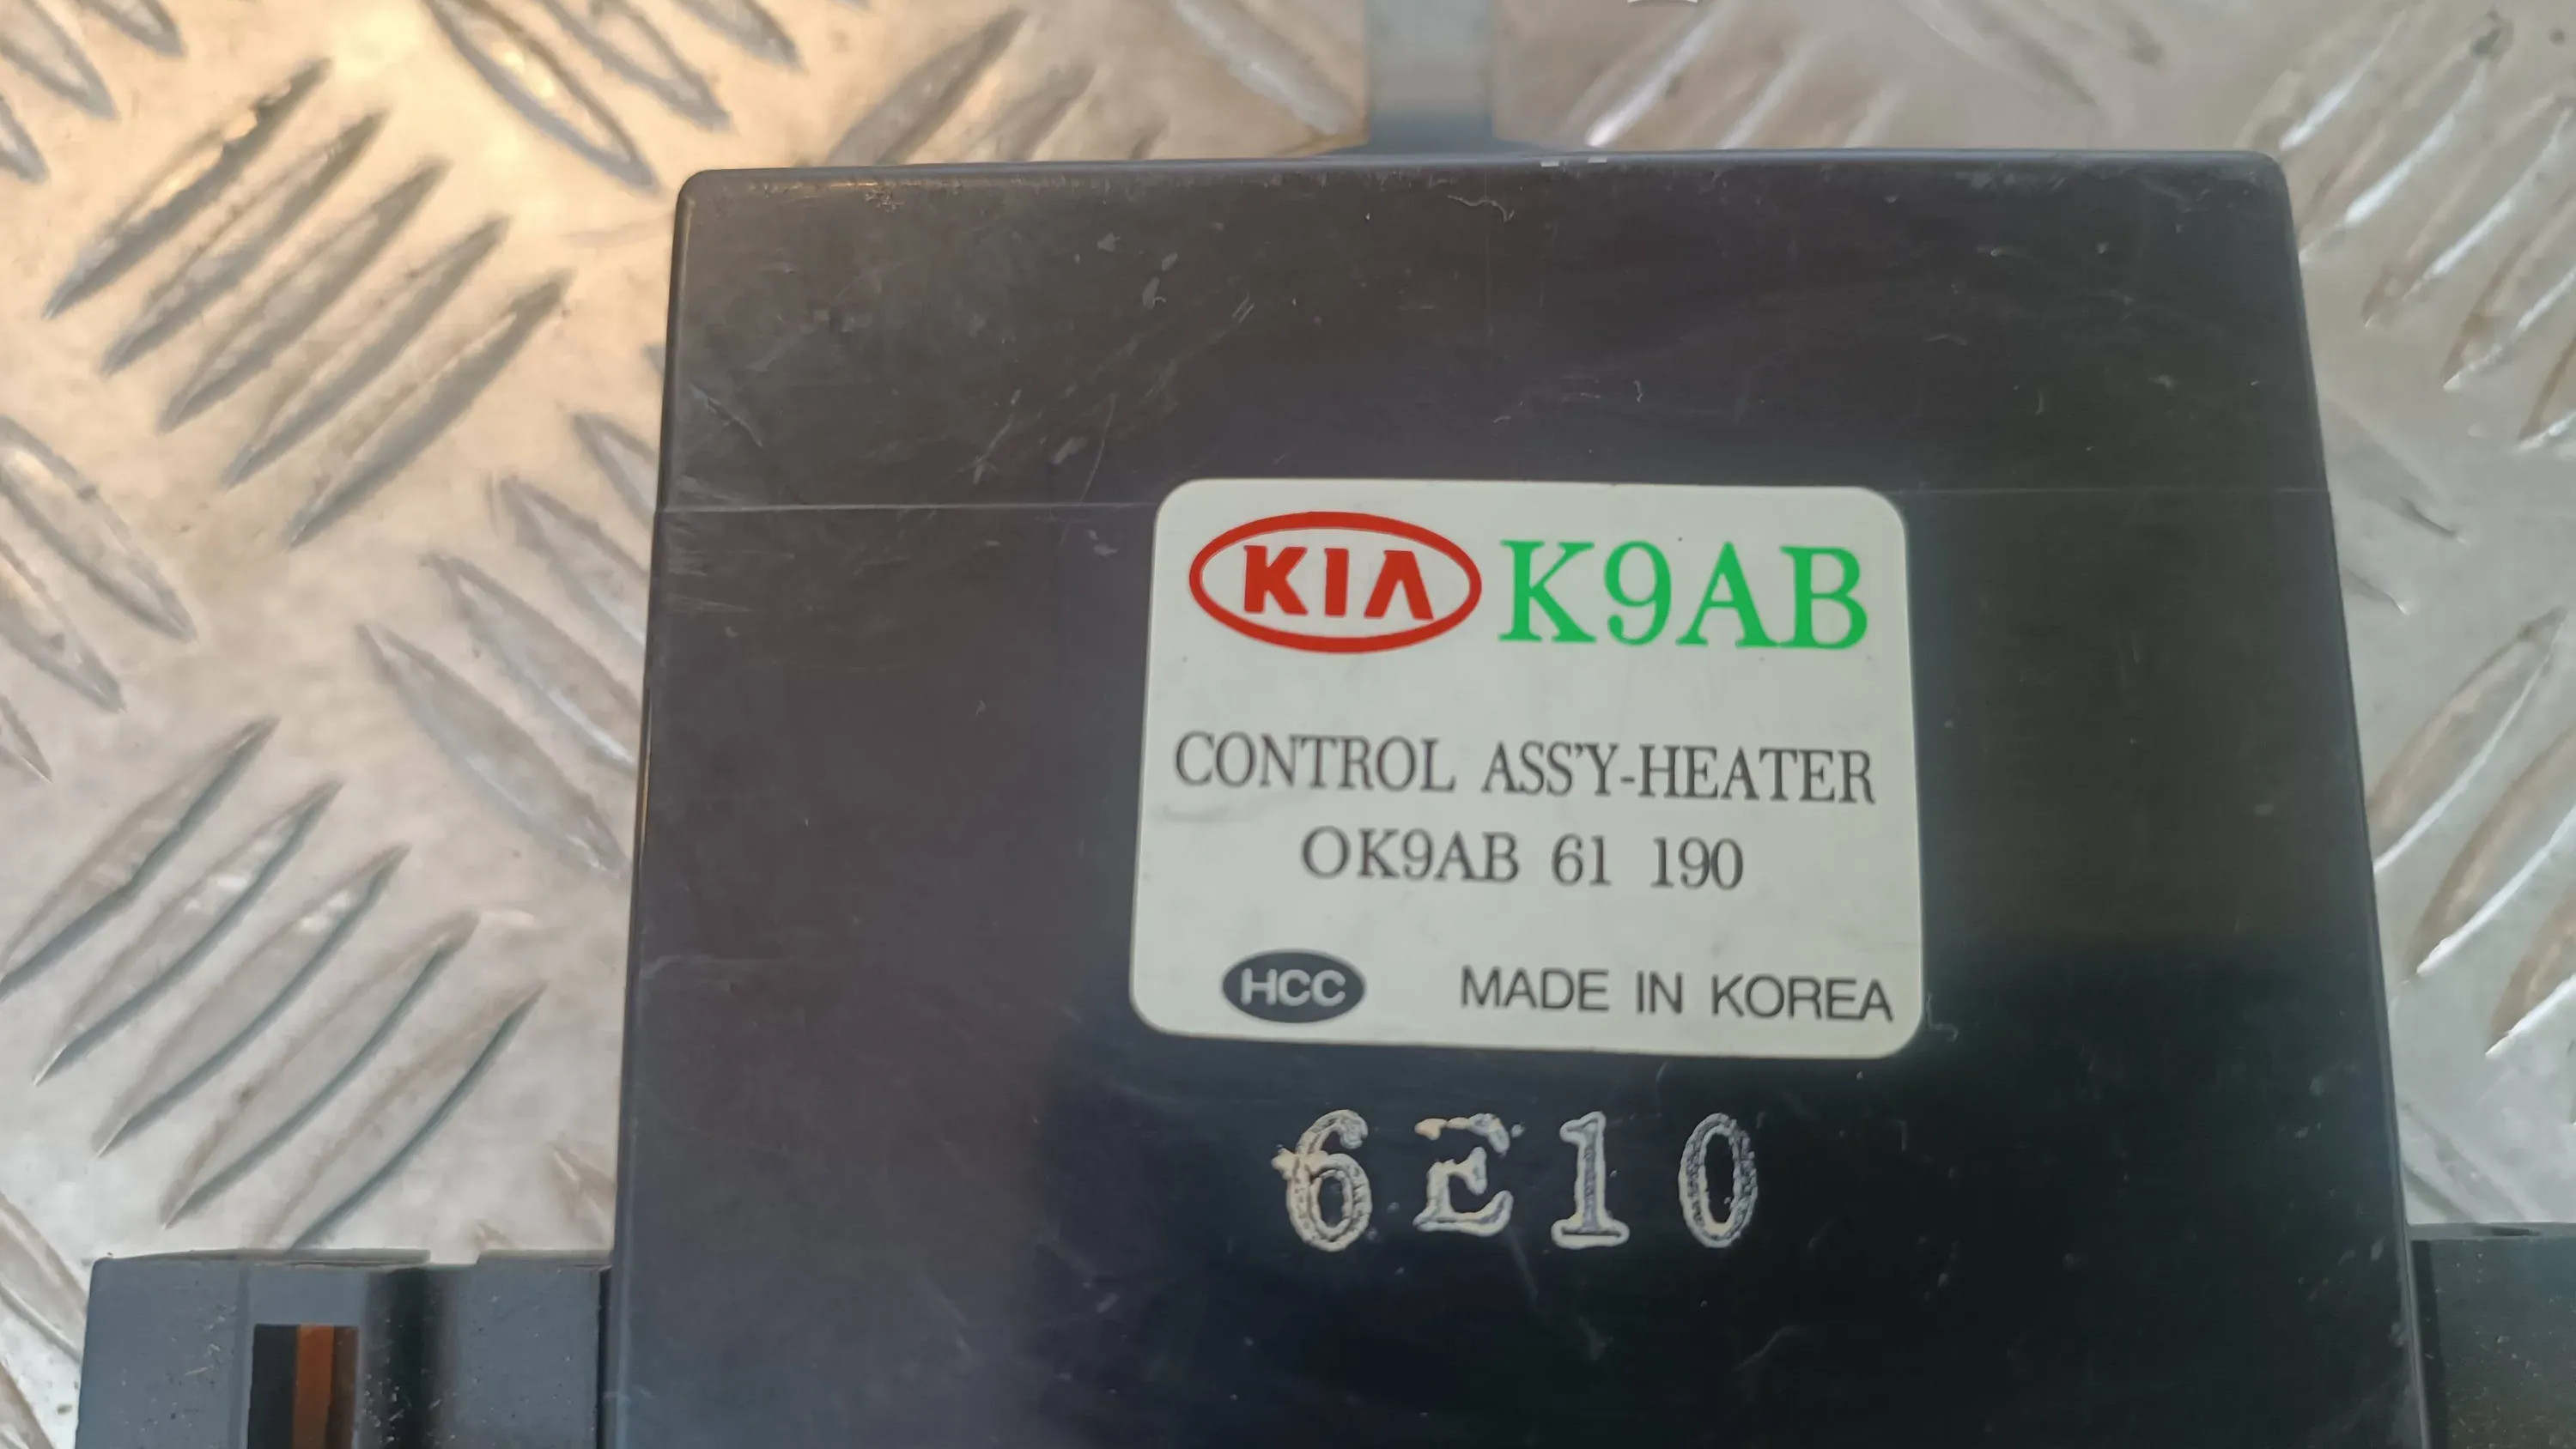 KIA K9AB
CONTROL ASS'Y-HEATER
OK9AB 61 190
HCC MADE IN KOREA
6E10